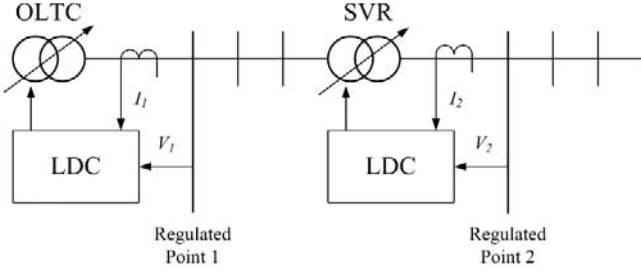 OLTC
SVR
I1
I2
V1
V2
LDC
LDC
Regulated
Point 1
Regulated
Point 2